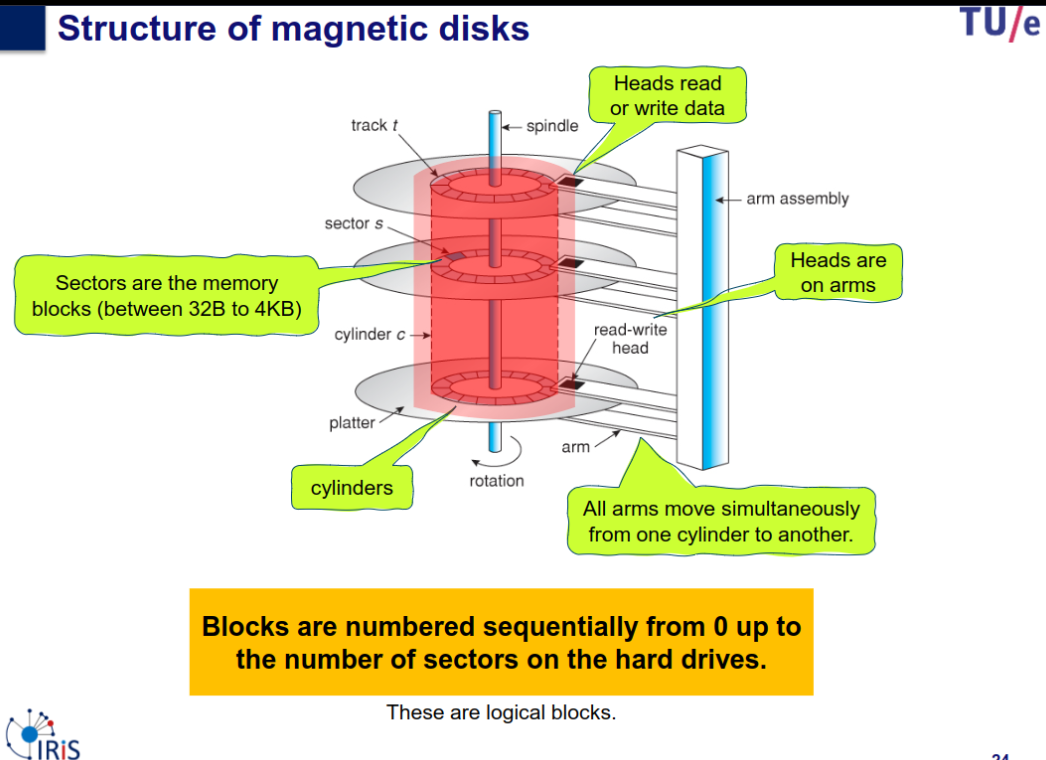 Structure of magnetic disks
TU/e
Heads read
or write data
track t
spindle
arm assembly
sector s
Sectors are the memory
blocks (between 32B to 4KB)
Heads are
on arms
cylinder c
read-write
head
platter
arm
cylinders
rotation
All arms move simultaneously
from one cylinder to another.
Blocks are numbered sequentially from 0 up to
the number of sectors on the hard drives.
These are logical blocks.
IRiS
24